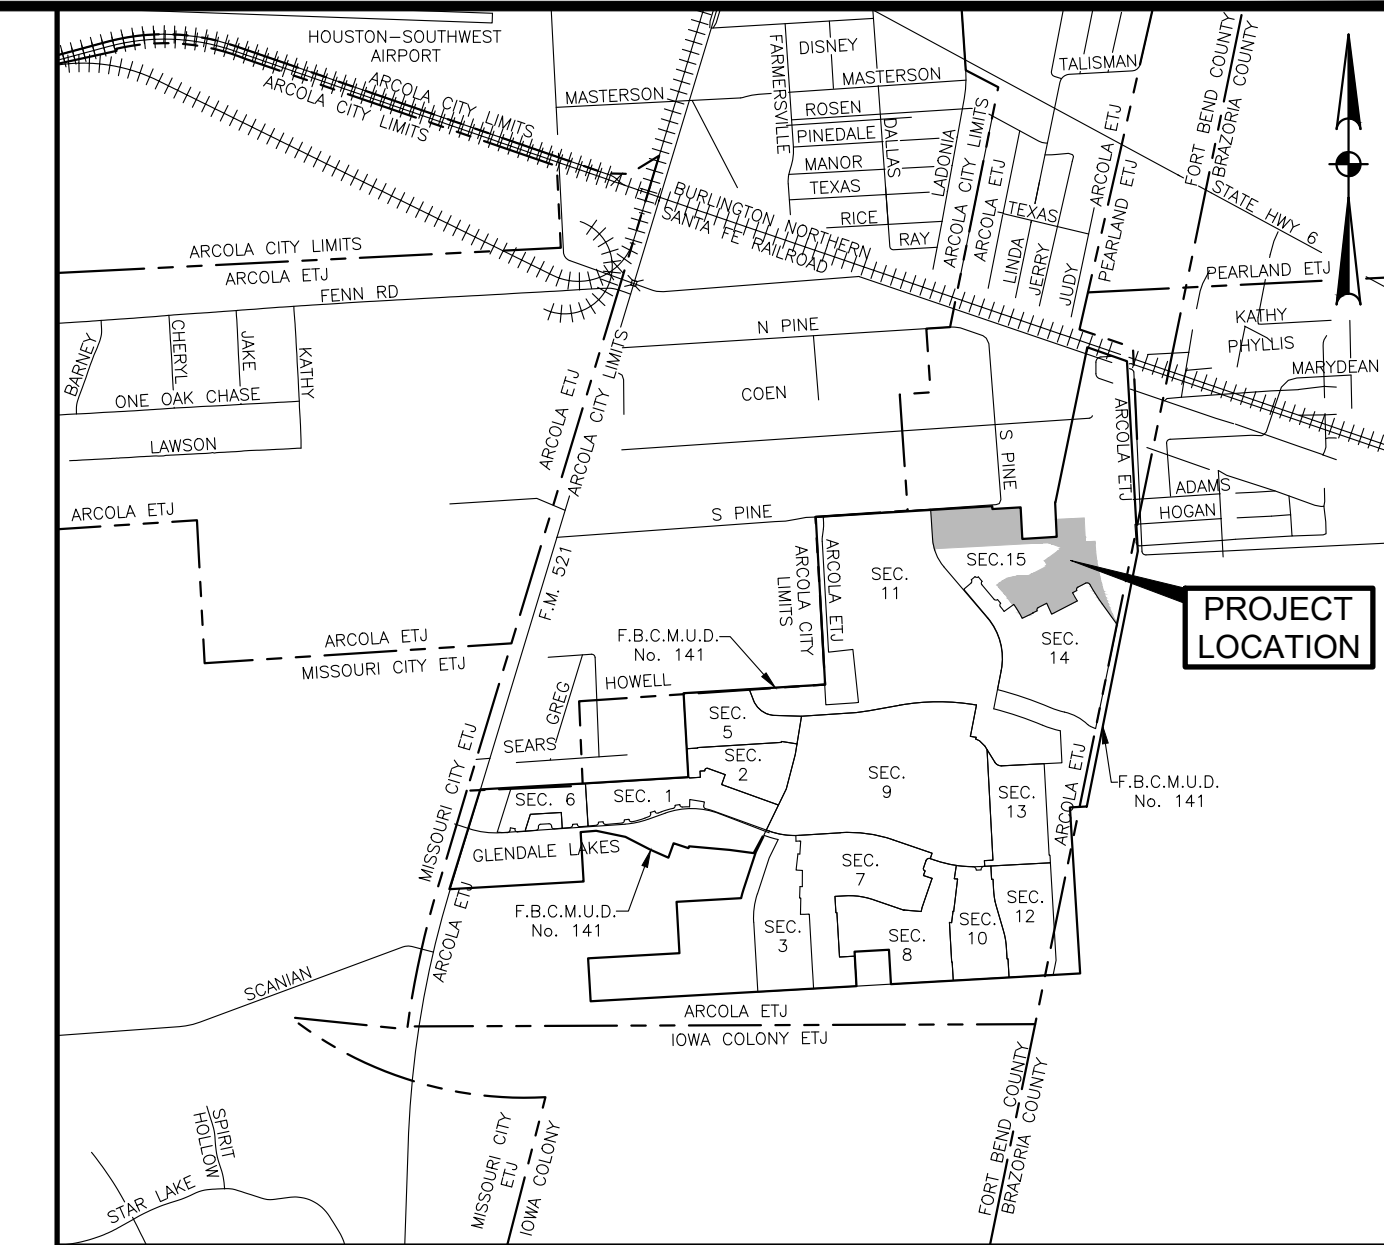 HOUSTON-SOUTHWEST
AIRPORT
ARCOLA CITY LIMITS
ARCOLA CITY LIMITS
MASTERSON
FARMERSVILLE
DISNEY
MASTERSON
ROSEN
PINEDALE
MANOR
TEXAS
RICE
RAY
DALLAS
LADONIA
ARCOLA CITY LIMITS
ARCOLA ETJ
LINDA
TEXAS
JERRY
JUDY
TALISMAN
ARCOLA ETJ
PEARLAND ETJ
FORT BEND COUNTY
BRAZORIA COUNTY
STATE HWY 6
PEARLAND ETJ
KATHY
PHYLLIS
MARYDEAN
BURLINGTON NORTHERN
SANTA FE RAILROAD
ARCOLA CITY LIMITS
ARCOLA ETJ
FENN RD
BARNEY
CHERYL
JAKE
KATHY
ONE OAK CHASE
LAWSON
ARCOLA ETJ
ARCOLA CITY LIMITS
N PINE
COEN
S PINE
S PINE
ARCOLA ETJ
ADAMS
HOGAN
ARCOLA ETJ
F.M. 521
ARCOLA CITY
LIMITS
ARCOLA ETJ
SEC.
11
SEC.15
SEC.
14
PROJECT
LOCATION
ARCOLA ETJ
MISSOURI CITY ETJ
F.B.C.M.U.D.
No. 141
HOWELL
GREG
SEARS
SEC.
5
SEC.
2
SEC. 6
SEC. 1
SEC.
9
SEC.
13
ARCOLA ETJ
F.B.C.M.U.D.
No. 141
MISSOURI CITY ETJ
ARCOLA ETJ
GLENDALE LAKES
F.B.C.M.U.D.
No. 141
SEC.
7
SEC.
3
SEC.
8
SEC.
10
SEC.
12
SCANIAN
ARCOLA ETJ
IOWA COLONY ETJ
SPIRIT
HOLLOW
STAR LAKE
MISSOURI CITY
ETJ
IOWA COLONY
FORT BEND COUNTY
BRAZORIA COUNTY